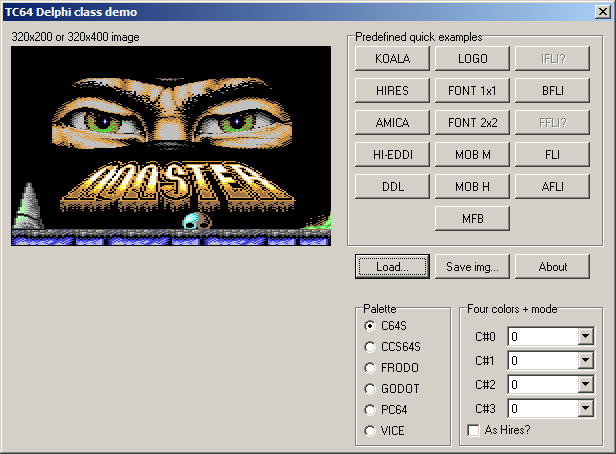 TC64 Delphi class demo
320x200 or 320x400 image
Predefined quick examples
KOALA LOGO IFLI?
HIRES FONT 1x1 BFLI
AMICA FONT 2x2 FFLI?
HI-EDDI MOB M FLI
DDL MOB H AFLI
MFB
Load... Save img... About
Palette
C64S
CCS64S
FRODO
GODOT
PC64
VICE
Four colors + mode
C#0 0
C#1 0
C#2 0
C#3 0
As Hires?